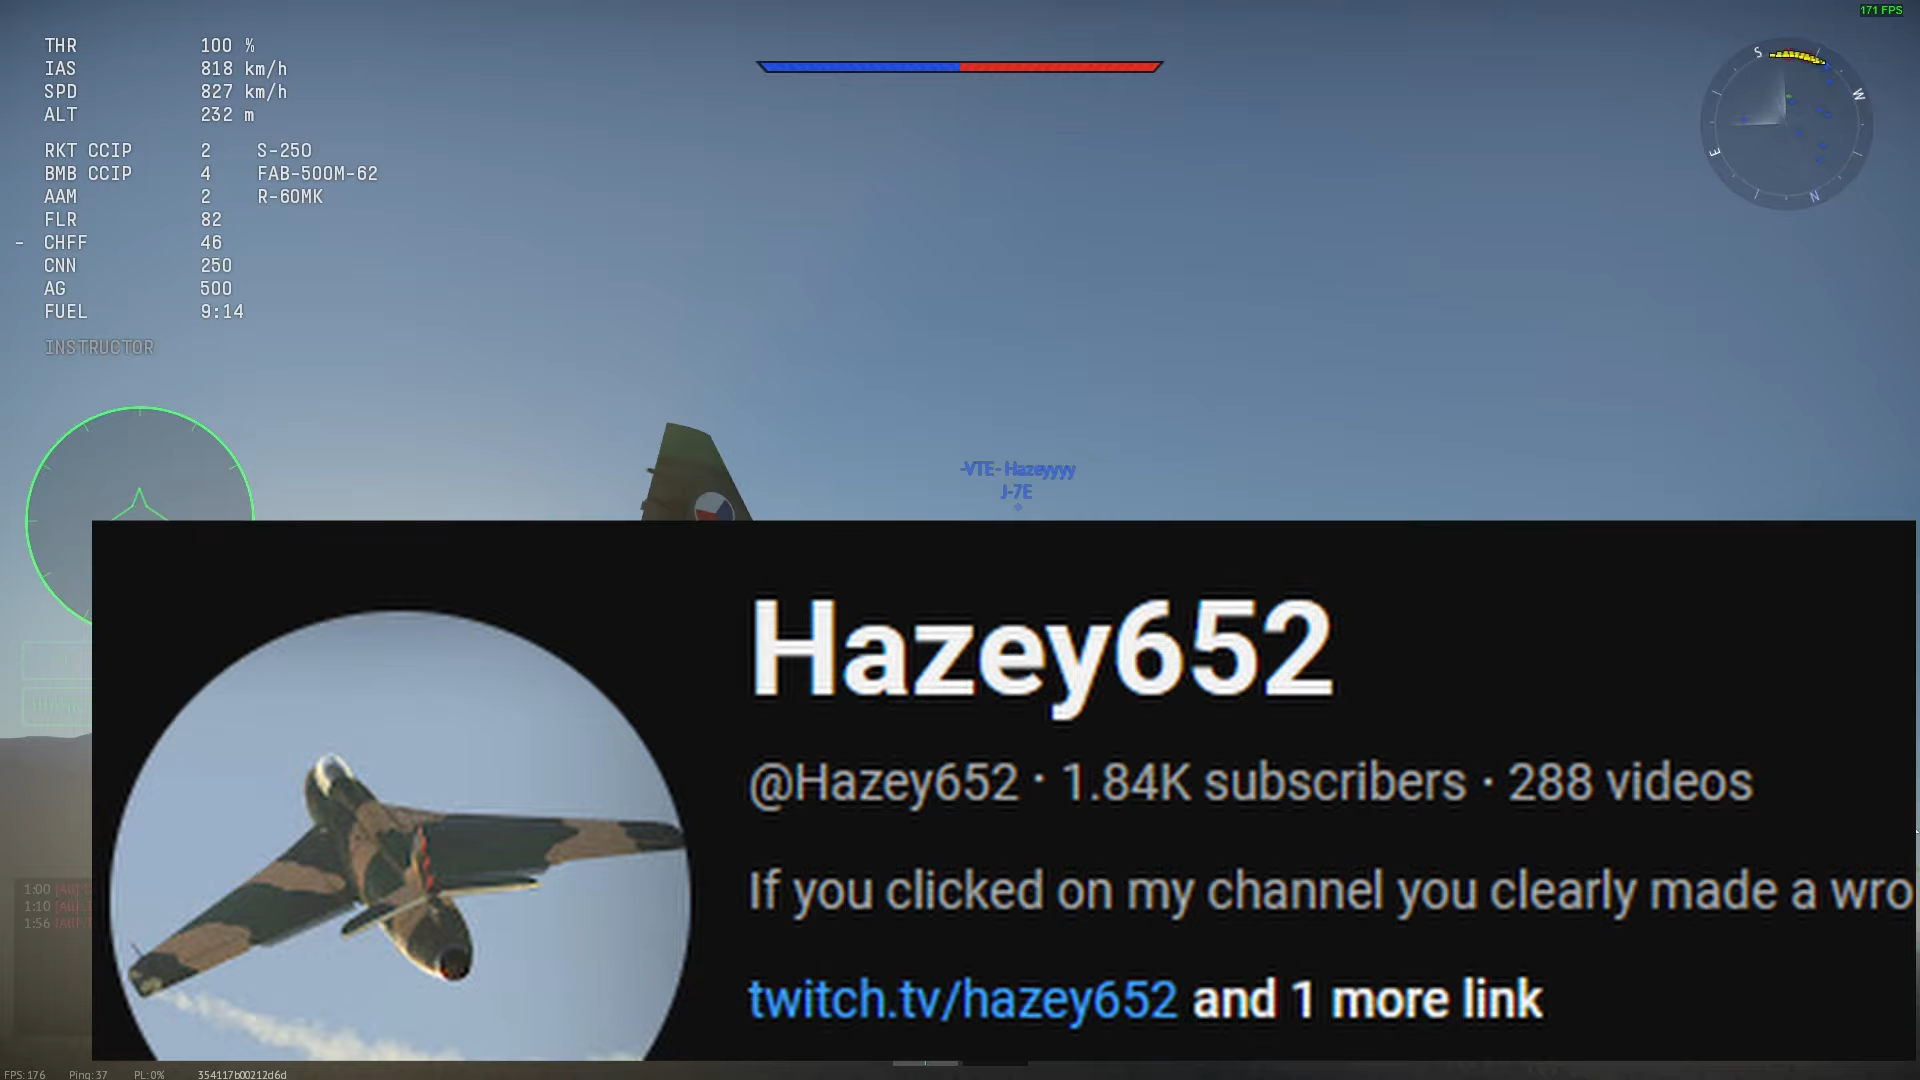 171 FPS
THR 100 %
IAS 818 km/h
SPD 827 km/h
ALT 232 m
RKT CCIP 2 S-250
BMB CCIP 4 FAB-500M-62
AAM 2 R-60MK
FLR 82
- CHFF 46
CNN 250
AG 500
FUEL 9:14
INSTRUCTOR
S
W
E
N
-VTE- Hazeyyyy
J-7E
Hazey652
@Hazey652 · 1.84K subscribers · 288 videos
If you clicked on my channel you clearly made a wro
twitch.tv/hazey652 and 1 more link
1:00 [All]
1:10 [All]
1:56 [All]
FPS: 176 Ping: 37 PL: 0% 354117b00212d6d